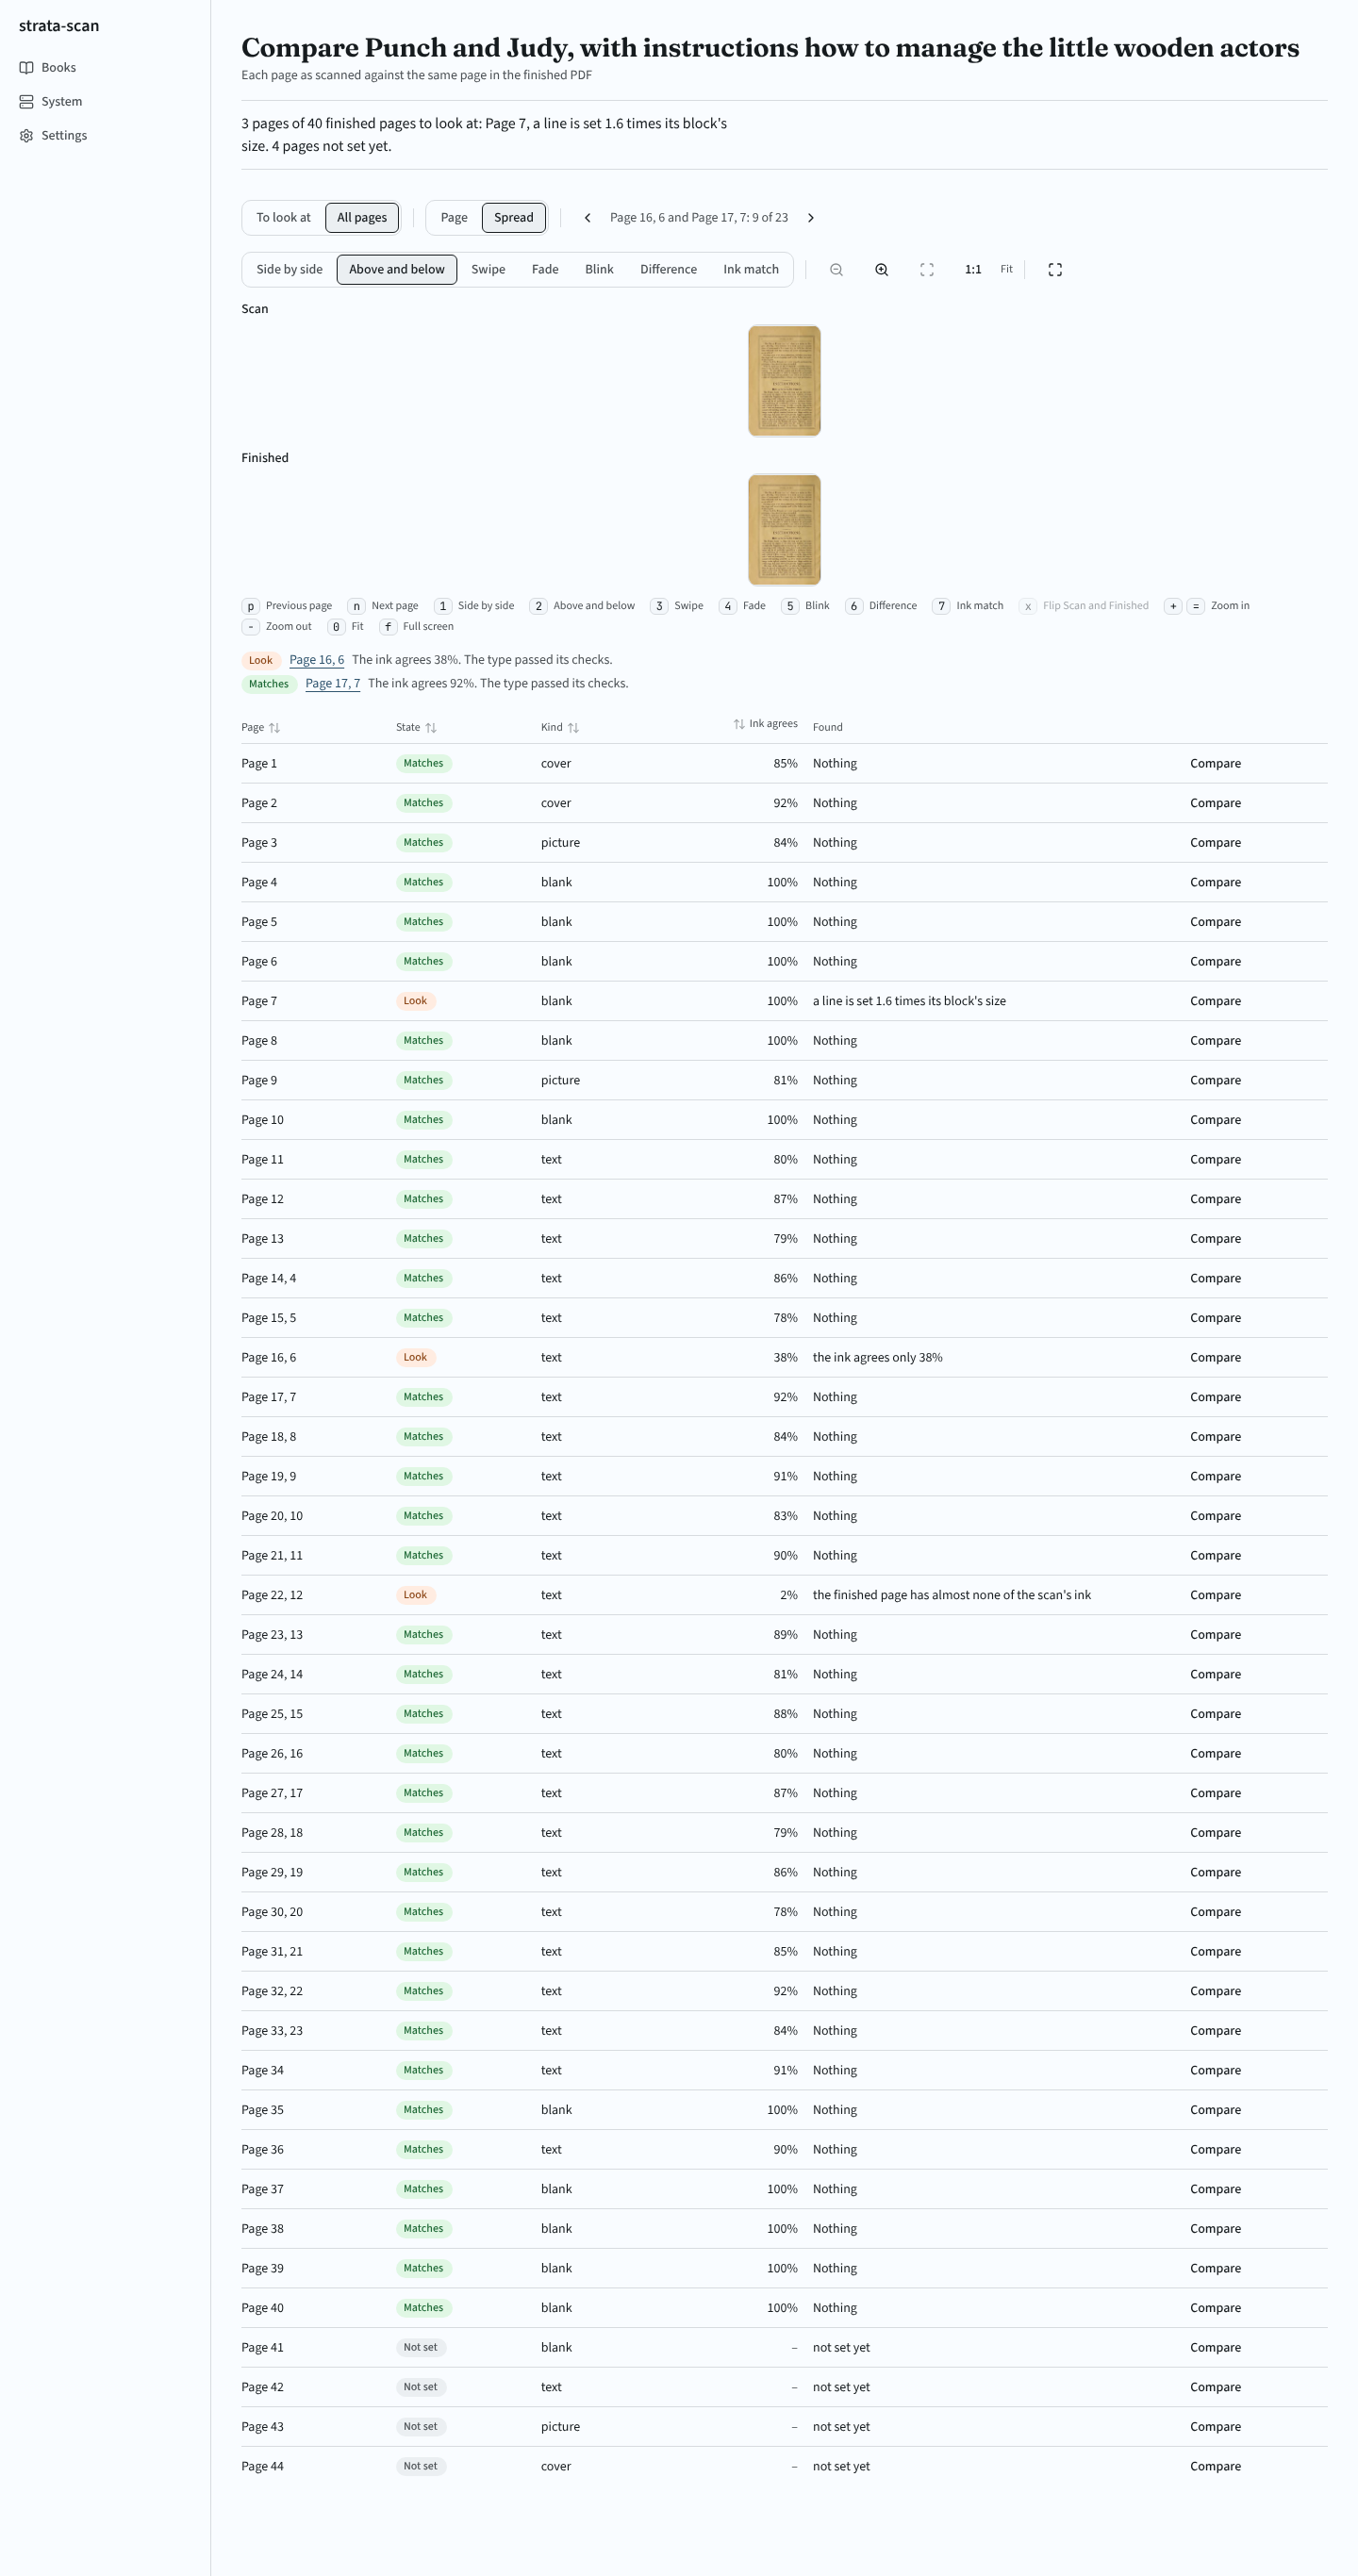 strata-scan
Books
System
Settings
Compare Punch and Judy, with instructions how to manage the little wooden actors
Each page as scanned against the same page in the finished PDF
3 pages of 40 finished pages to look at: Page 7, a line is set 1.6 times its block's
size. 4 pages not set yet.
To look at All pages Page Spread Page 16, 6 and Page 17, 7: 9 of 23
Side by side Above and below Swipe Fade Blink Difference Ink match 1:1 Fit
Scan
Finished
p Previous page n Next page 1 Side by side 2 Above and below 3 Swipe 4 Fade 5 Blink 6 Difference 7 Ink match x Flip Scan and Finished + = Zoom in
- Zoom out 0 Fit f Full screen
Look Page 16, 6 The ink agrees 38%. The type passed its checks.
Matches Page 17, 7 The ink agrees 92%. The type passed its checks.
Page State Kind Ink agrees Found
Page 1 Matches cover 85% Nothing Compare
Page 2 Matches cover 92% Nothing Compare
Page 3 Matches picture 84% Nothing Compare
Page 4 Matches blank 100% Nothing Compare
Page 5 Matches blank 100% Nothing Compare
Page 6 Matches blank 100% Nothing Compare
Page 7 Look blank 100% a line is set 1.6 times its block's size Compare
Page 8 Matches blank 100% Nothing Compare
Page 9 Matches picture 81% Nothing Compare
Page 10 Matches blank 100% Nothing Compare
Page 11 Matches text 80% Nothing Compare
Page 12 Matches text 87% Nothing Compare
Page 13 Matches text 79% Nothing Compare
Page 14, 4 Matches text 86% Nothing Compare
Page 15, 5 Matches text 78% Nothing Compare
Page 16, 6 Look text 38% the ink agrees only 38% Compare
Page 17, 7 Matches text 92% Nothing Compare
Page 18, 8 Matches text 84% Nothing Compare
Page 19, 9 Matches text 91% Nothing Compare
Page 20, 10 Matches text 83% Nothing Compare
Page 21, 11 Matches text 90% Nothing Compare
Page 22, 12 Look text 2% the finished page has almost none of the scan's ink Compare
Page 23, 13 Matches text 89% Nothing Compare
Page 24, 14 Matches text 81% Nothing Compare
Page 25, 15 Matches text 88% Nothing Compare
Page 26, 16 Matches text 80% Nothing Compare
Page 27, 17 Matches text 87% Nothing Compare
Page 28, 18 Matches text 79% Nothing Compare
Page 29, 19 Matches text 86% Nothing Compare
Page 30, 20 Matches text 78% Nothing Compare
Page 31, 21 Matches text 85% Nothing Compare
Page 32, 22 Matches text 92% Nothing Compare
Page 33, 23 Matches text 84% Nothing Compare
Page 34 Matches text 91% Nothing Compare
Page 35 Matches blank 100% Nothing Compare
Page 36 Matches text 90% Nothing Compare
Page 37 Matches blank 100% Nothing Compare
Page 38 Matches blank 100% Nothing Compare
Page 39 Matches blank 100% Nothing Compare
Page 40 Matches blank 100% Nothing Compare
Page 41 Not set blank – not set yet Compare
Page 42 Not set text – not set yet Compare
Page 43 Not set picture – not set yet Compare
Page 44 Not set cover – not set yet Compare